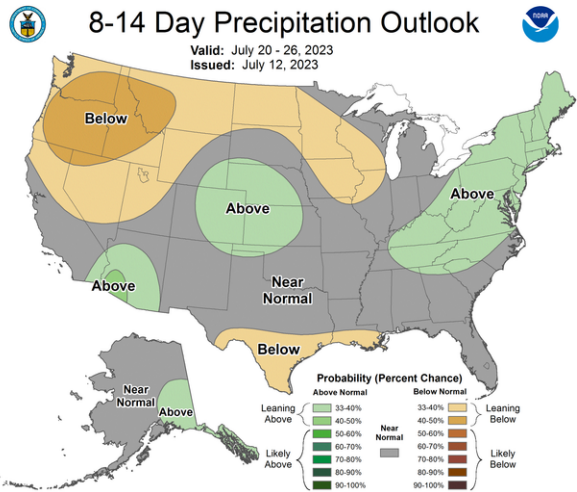 8-14 Day Precipitation Outlook
NOAA
Valid: July 20 - 26, 2023
Issued: July 12, 2023
Below
Above
Above
Above
Near
Normal
Below
Near
Normal
Above
Probability (Percent Chance)
Above Normal
Below Normal
Leaning
Above
33-40%
40-50%
Likely
Above
50-60%
60-70%
70-80%
80-90%
90-100%
Near
Normal
33-40%
40-50%
Leaning
Below
50-60%
60-70%
70-80%
80-90%
90-100%
Likely
Below